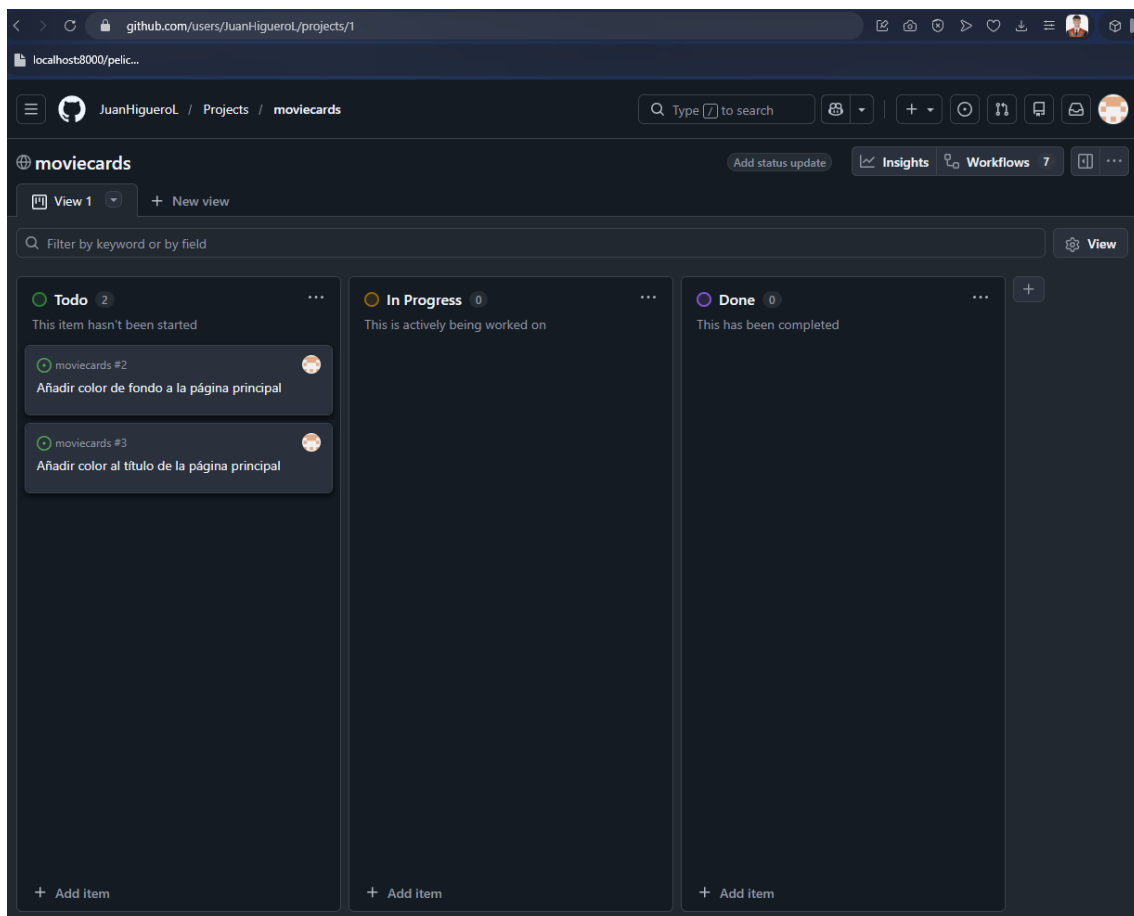 github.com/users/JuanHigueroL/projects/1
localhost:8000/pelic...
JuanHigueroL / Projects / moviecards
Type / to search
moviecards
Add status update
Insights
Workflows 7
View 1
+ New view
Filter by keyword or by field
View
Todo 2
This item hasn't been started
moviecards #2
Añadir color de fondo a la página principal
moviecards #3
Añadir color al título de la página principal
+ Add item
In Progress 0
This is actively being worked on
+ Add item
Done 0
This has been completed
+ Add item